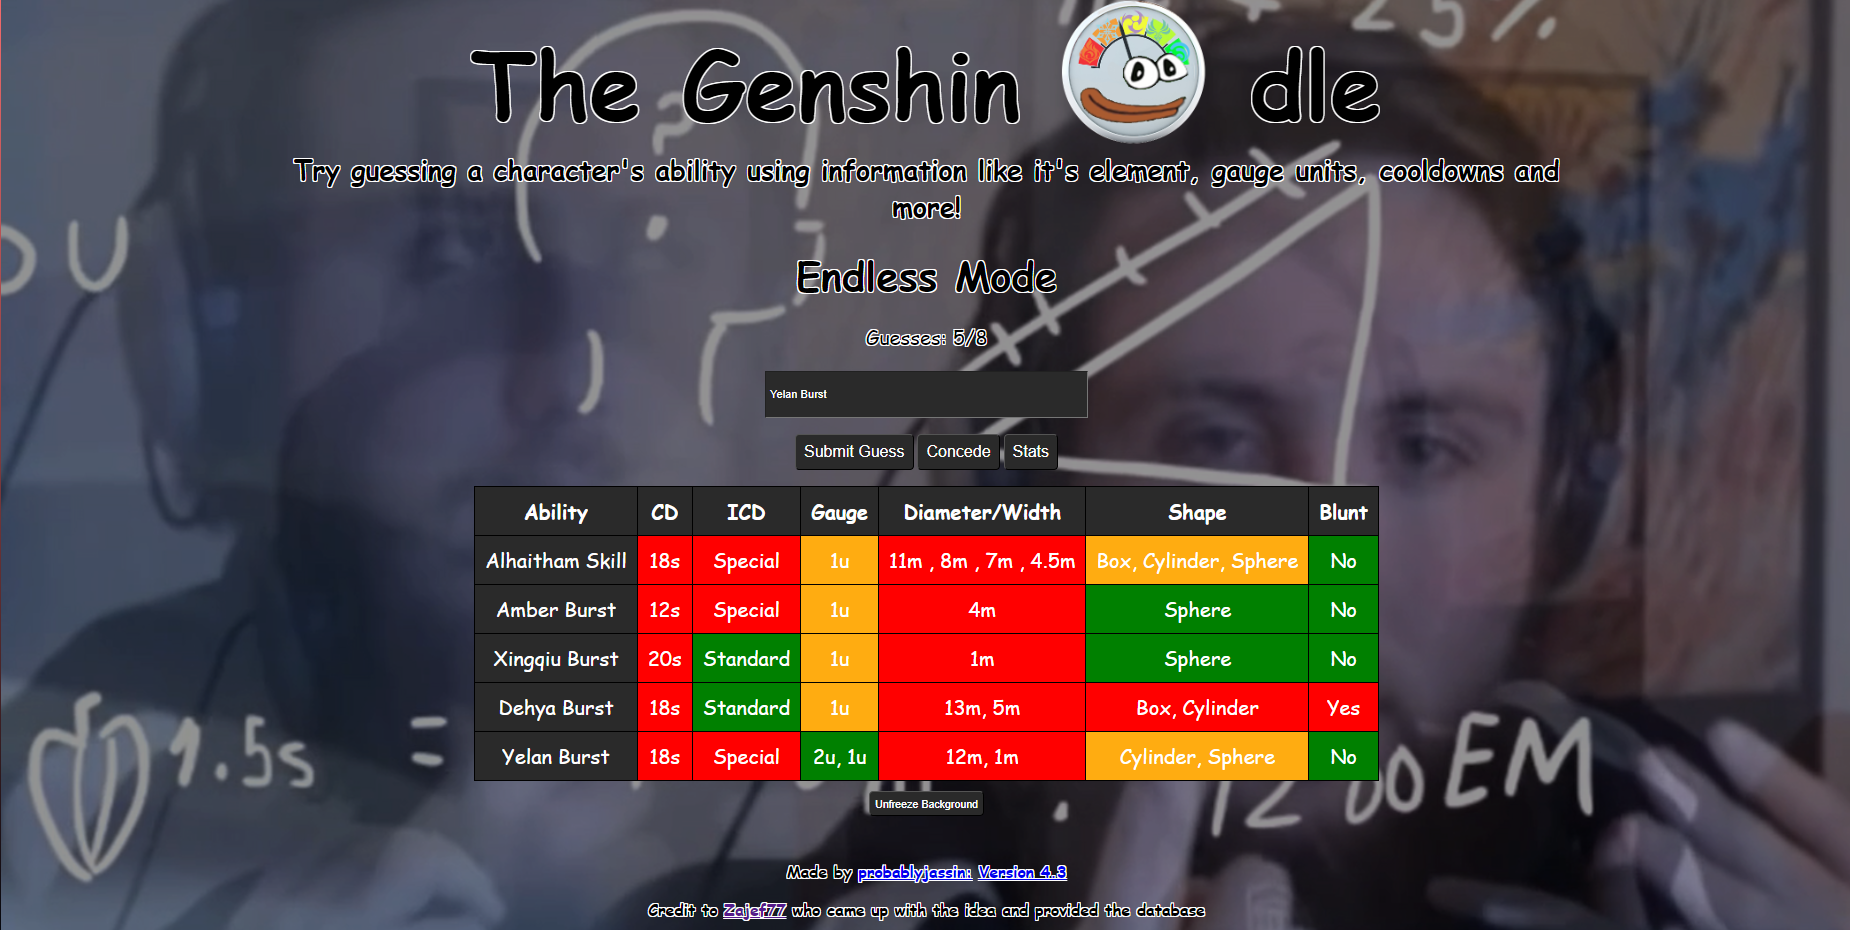 The Genshin dle
Try guessing a character's ability using information like it's element, gauge units, cooldowns and
more!
Endless Mode
Guesses: 5/8
Yelan Burst
Submit Guess Concede Stats
Ability CD ICD Gauge Diameter/Width Shape Blunt
Alhaitham Skill 18s Special 1u 11m , 8m , 7m , 4.5m Box, Cylinder, Sphere No
Amber Burst 12s Special 1u 4m Sphere No
Xingqiu Burst 20s Standard 1u 1m Sphere No
Dehya Burst 18s Standard 1u 13m, 5m Box, Cylinder Yes
Yelan Burst 18s Special 2u, 1u 12m, 1m Cylinder, Sphere No
1.5s =
1200 EM
Unfreeze Background
Made by probablyjassin: Version 4.3
Credit to Zajef77 who came up with the idea and provided the database